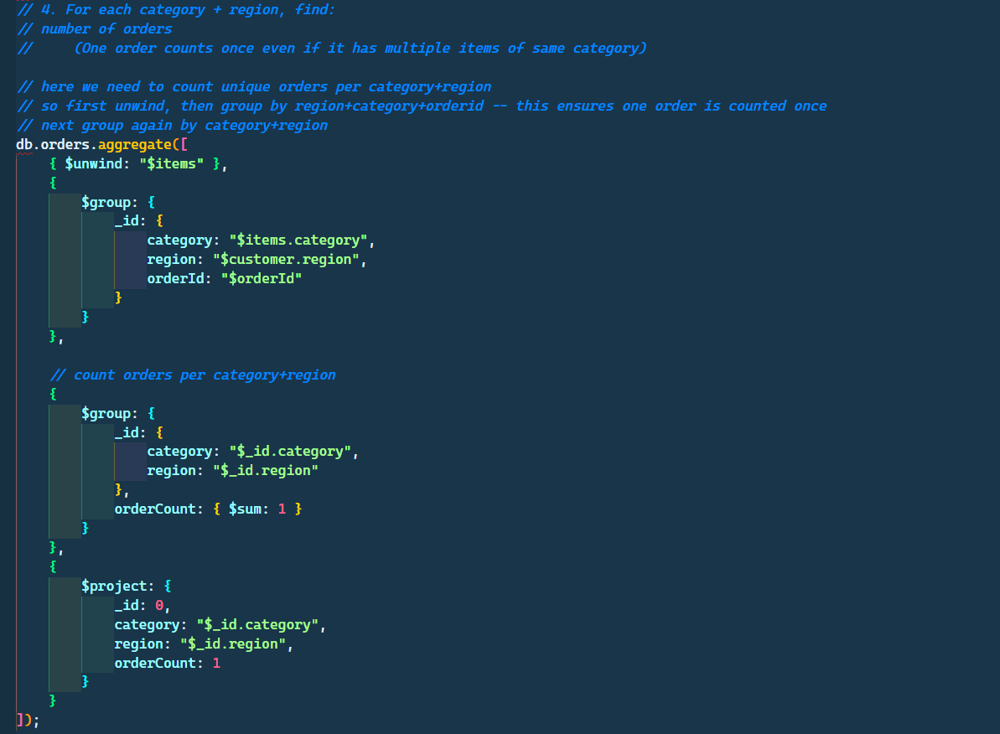 // 4. For each category + region, find:
// number of orders
//     (One order counts once even if it has multiple items of same category)

// here we need to count unique orders per category+region
// so first unwind, then group by region+category+orderid -- this ensures one order is counted once
// next group again by category+region
db.orders.aggregate([
    { $unwind: "$items" },
    {
        $group: {
            _id: {
                category: "$items.category",
                region: "$customer.region",
                orderId: "$orderId"
            }
        }
    },

    // count orders per category+region
    {
        $group: {
            _id: {
                category: "$_id.category",
                region: "$_id.region"
            },
            orderCount: { $sum: 1 }
        }
    },
    {
        $project: {
            _id: 0,
            category: "$_id.category",
            region: "$_id.region",
            orderCount: 1
        }
    }
]);